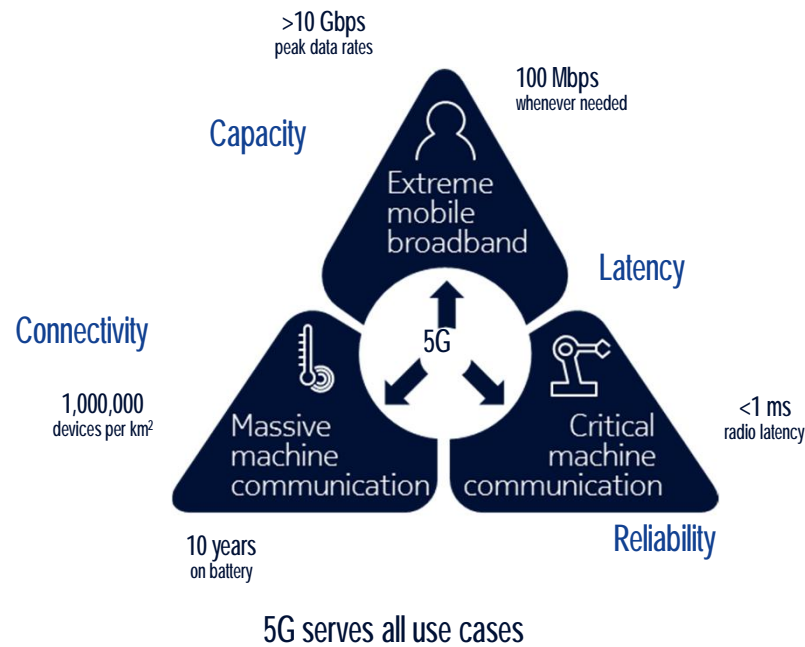 >10 Gbps
peak data rates
100 Mbps
whenever needed
Capacity
Extreme
mobile
broadband
Latency
Connectivity
5G
1,000,000
devices per km²
Massive
machine
communication
Critical
machine
communication
<1 ms
radio latency
Reliability
10 years
on battery
5G serves all use cases